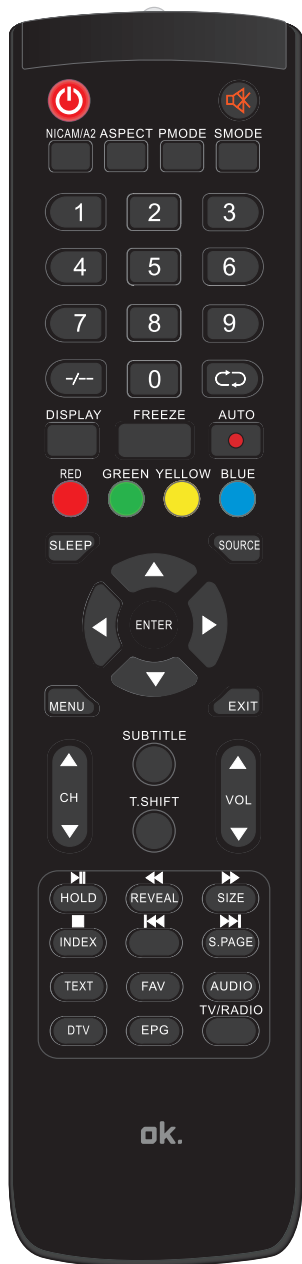 NICAM/A2 ASPECT PMODE SMODE
1 2 3
4 5 6
7 8 9
-/-- 0
DISPLAY FREEZE AUTO
RED GREEN YELLOW BLUE
SLEEP SOURCE
ENTER
MENU EXIT
SUBTITLE
CH T.SHIFT VOL
HOLD REVEAL SIZE
INDEX S.PAGE
TEXT FAV AUDIO
TV/RADIO
DTV EPG
ok.